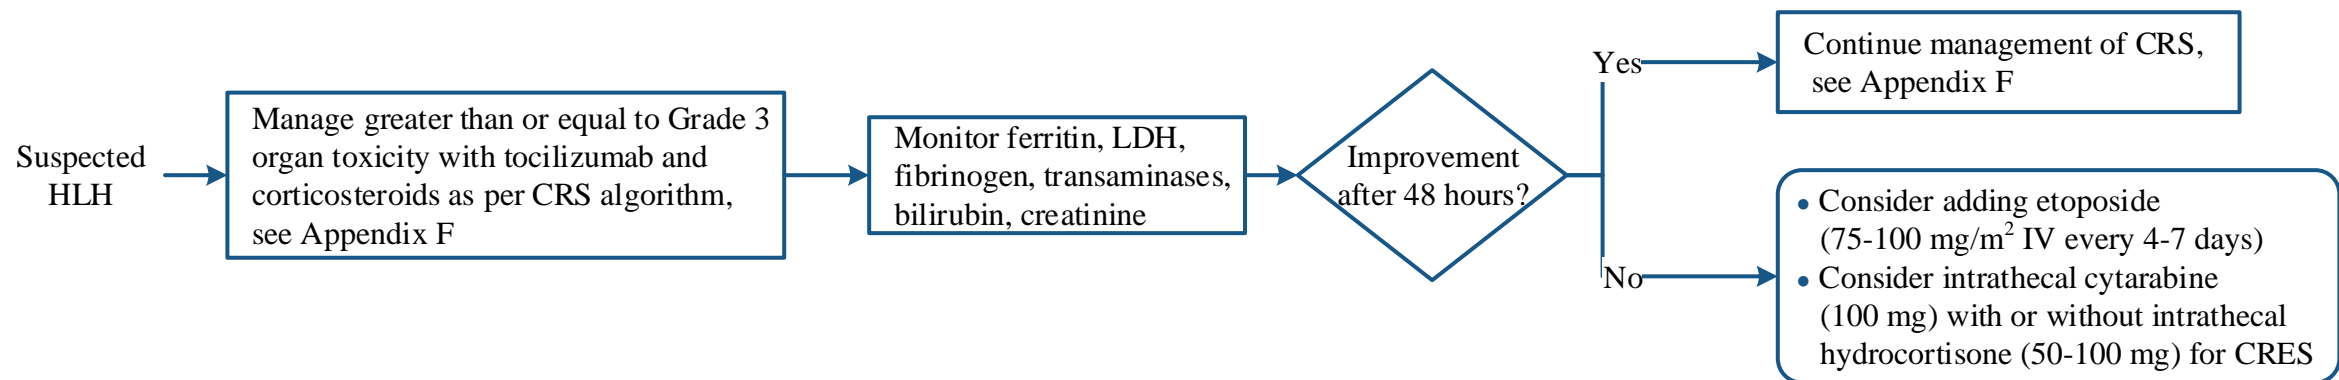 Suspected
HLH
Manage greater than or equal to Grade 3
organ toxicity with tocilizumab and
corticosteroids as per CRS algorithm,
see Appendix F
Monitor ferritin, LDH,
fibrinogen, transaminases,
bilirubin, creatinine
Improvement
after 48 hours?
Yes
Continue management of CRS,
see Appendix F
No
• Consider adding etoposide
(75-100 mg/m² IV every 4-7 days)
• Consider intrathecal cytarabine
(100 mg) with or without intrathecal
hydrocortisone (50-100 mg) for CRES